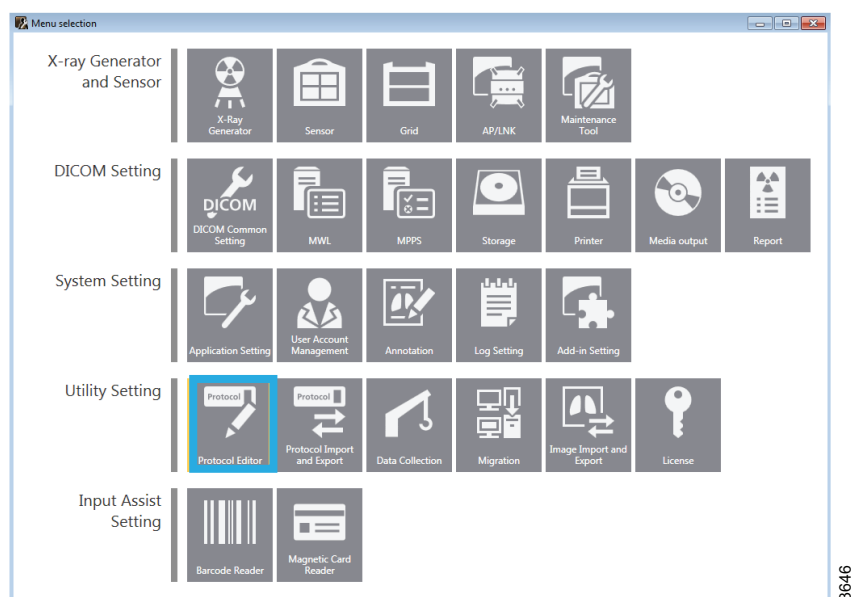 Menu selection
X-ray Generator
and Sensor
X-Ray
Generator
Sensor
Grid
AP/LNK
Maintenance
Tool
DICOM Setting
DICOM
DICOM Common
Setting
MWL
MPPS
Storage
Printer
Media output
Report
System Setting
Application Setting
User Account
Management
Annotation
Log Setting
Add-in Setting
Utility Setting
Protocol
Protocol Editor
Protocol
Protocol Import
and Export
Data Collection
Migration
Image Import and
Export
License
Input Assist
Setting
Barcode Reader
Magnetic Card
Reader